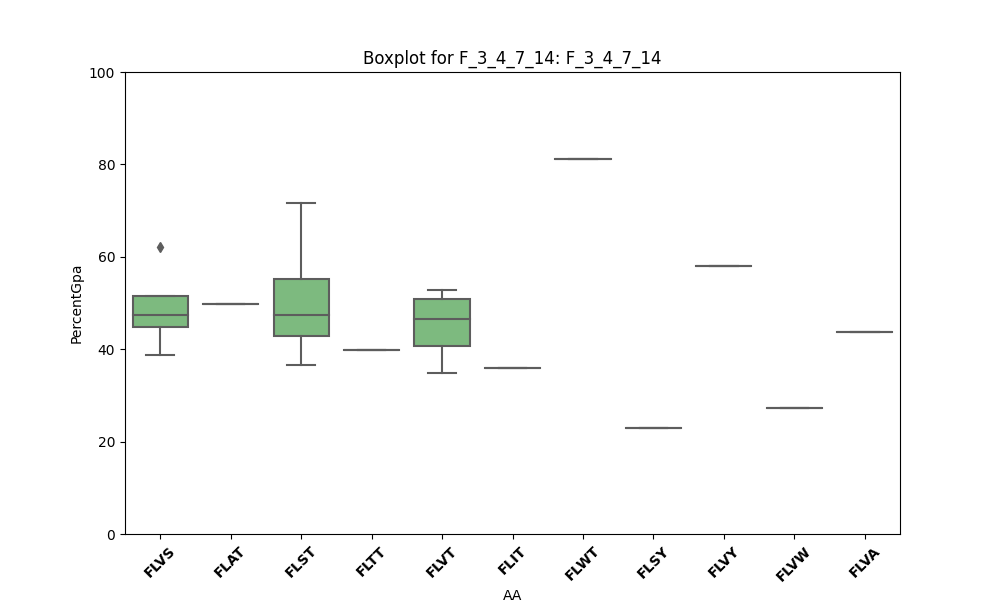 Boxplot for F_3_4_7_14: F_3_4_7_14
100
80
60
40
20
0
PercentGpa
FLVS FLAT FLST FLTT FLVT FLIT FLWT FLSY FLVY FLVW FLVA
AA